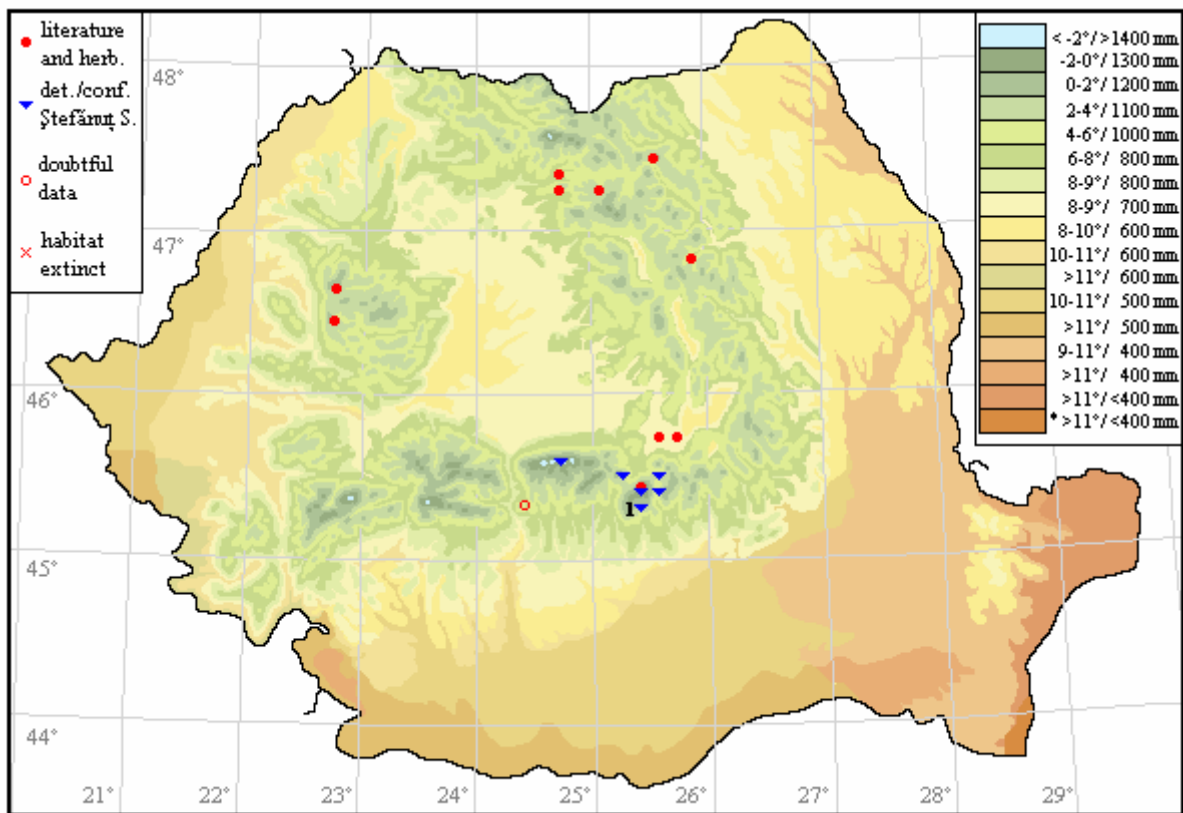 literature
and herb.
det./conf.
Ștefănuț S.
doubtful
data
habitat
extinct
< -2°/>1400 mm
-2-0°/1300 mm
0-2°/1200 mm
2-4°/1100 mm
4-6°/1000 mm
6-8°/ 800 mm
8-9°/ 800 mm
8-9°/ 700 mm
8-10°/ 600 mm
10-11°/ 600 mm
>11°/ 600 mm
10-11°/ 500 mm
>11°/ 500 mm
9-11°/ 400 mm
>11°/ 400 mm
>11°/<400 mm
* >11°/<400 mm
48°
47°
46°
45°
44°
1
21°
22°
23°
24°
25°
26°
27°
28°
29°